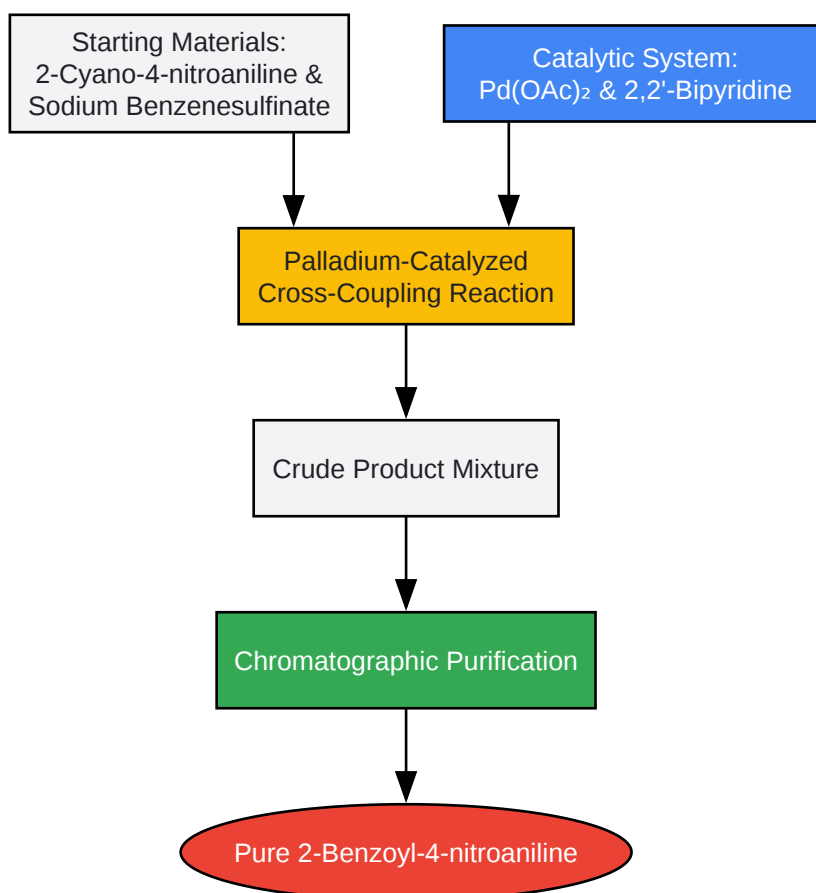 Starting Materials:
2-Cyano-4-nitroaniline &
Sodium Benzenesulfinate
Catalytic System:
Pd(OAc)₂ & 2,2'-Bipyridine
Palladium-Catalyzed
Cross-Coupling Reaction
Crude Product Mixture
Chromatographic Purification
Pure 2-Benzoyl-4-nitroaniline